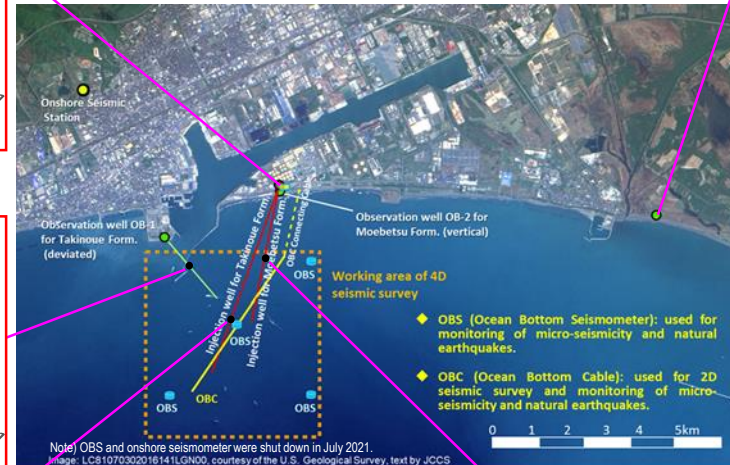 Onshore Seismic
Station
Observation well OB-1
for Takinoue Form.
(deviated)
Injection well for Takinoue Form.
Injection well for Moebetsu Form.
OBC Connecting Cable
Observation well OB-2 for
Moebetsu Form. (vertical)
Working area of 4D
seismic survey
OBS
OBS
OBS
OBS
OBC
◆ OBS (Ocean Bottom Seismometer): used for
monitoring of micro-seismicity and natural
earthquakes.
◆ OBC (Ocean Bottom Cable): used for 2D
seismic survey and monitoring of micro-
seismicity and natural earthquakes.
0 1 2 3 4 5km
Note) OBS and onshore seismometer were shut down in July 2021.
Image: LC81070302016141LGN00, courtesy of the U.S. Geological Survey, text by JCCS